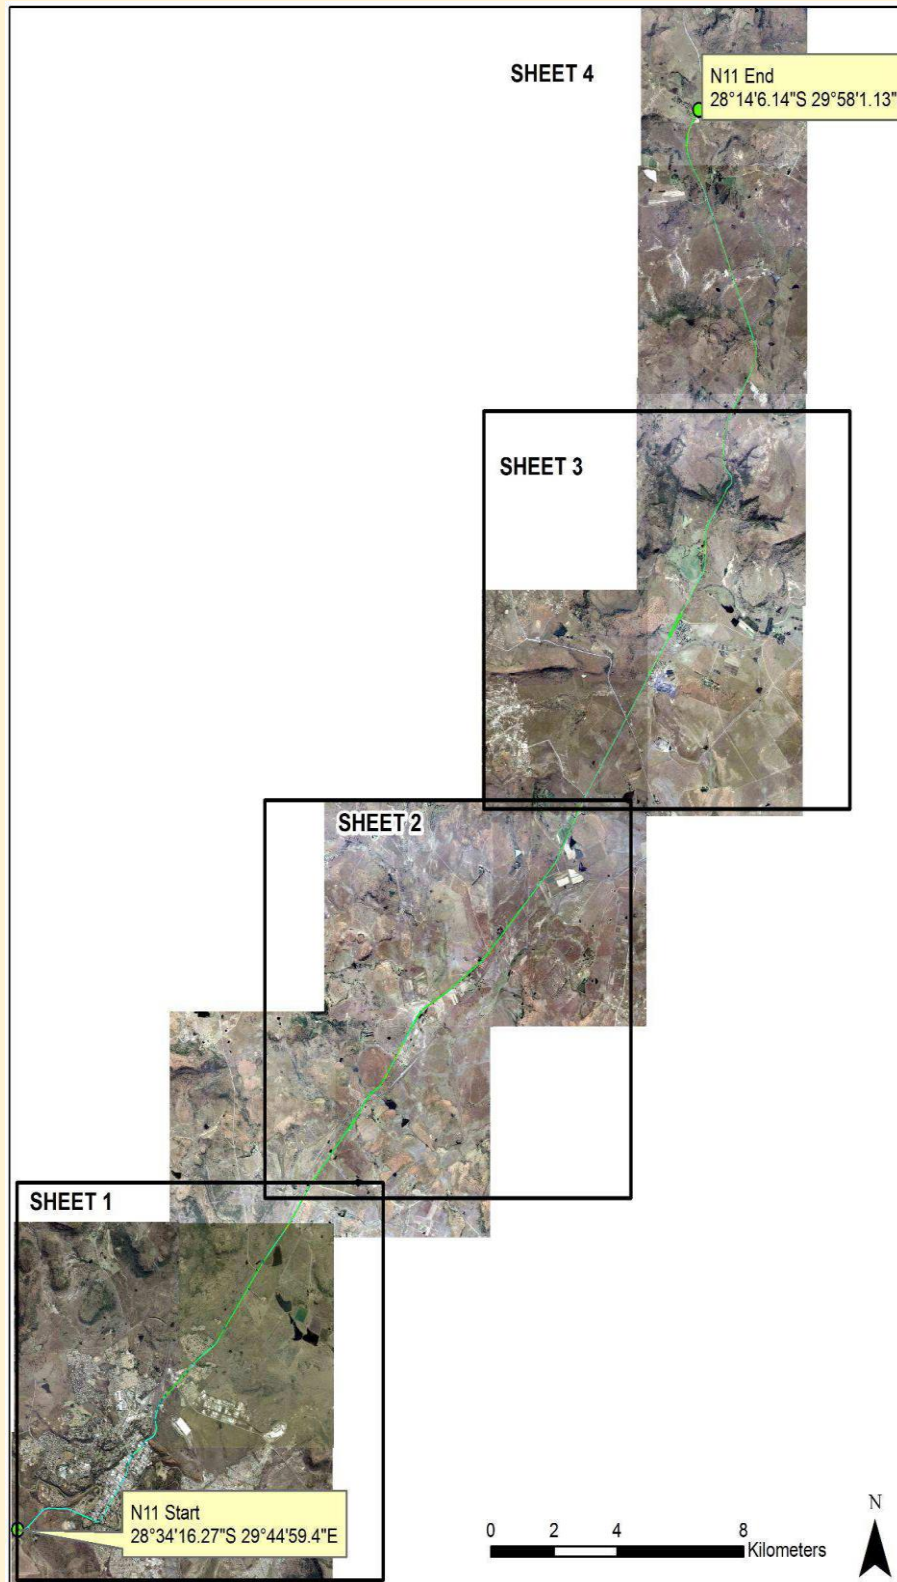 SHEET 4
N11 End
28°14'6.14"S 29°58'1.13"
SHEET 3
SHEET 2
SHEET 1
N11 Start
28°34'16.27"S 29°44'59.4"E
N
0 2 4 8
Kilometers